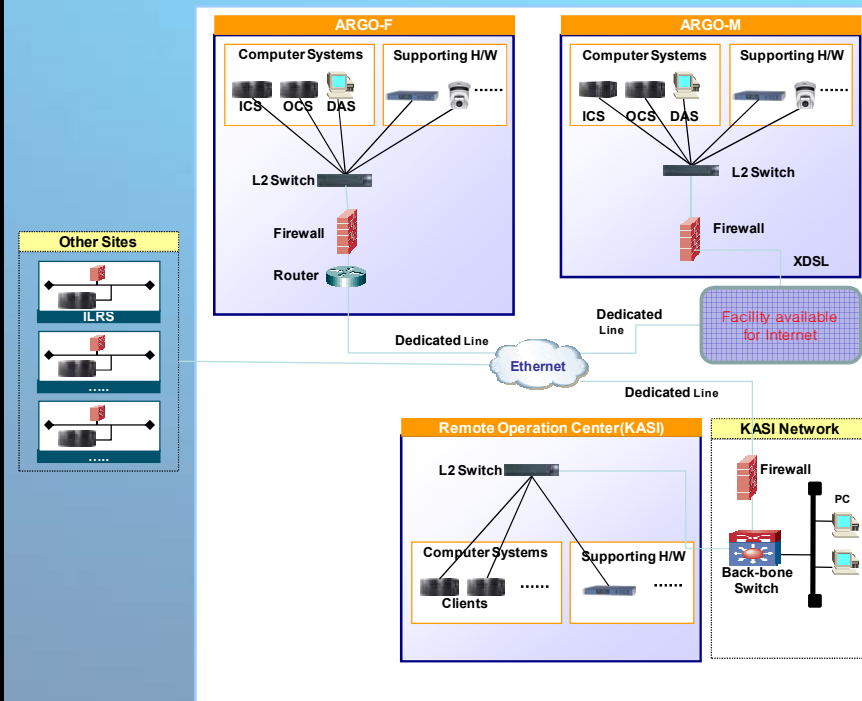 ARGO-F
Computer Systems
Supporting H/W
......
ICS
OCS
DAS
L2 Switch
Firewall
Router
ARGO-M
Computer Systems
Supporting H/W
......
ICS
OCS
DAS
L2 Switch
Firewall
XDSL
Other Sites
ILRS
.....
.....
Facility available
for Internet
Dedicated
Line
Dedicated Line
Ethernet
Dedicated Line
Remote Operation Center(KASI)
L2 Switch
Computer Systems
......
Clients
Supporting H/W
......
KASI Network
Firewall
PC
Back-bone
Switch